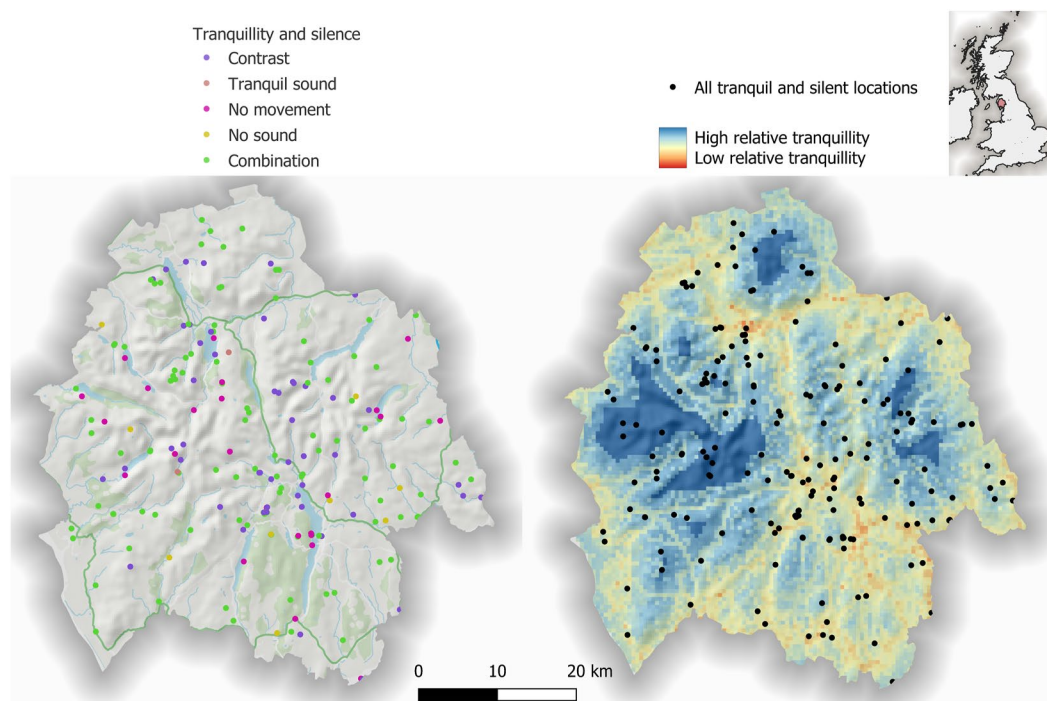 Tranquillity and silence
Contrast
Tranquil sound
No movement
No sound
Combination
All tranquil and silent locations
High relative tranquillity
Low relative tranquillity
0 10 20 km